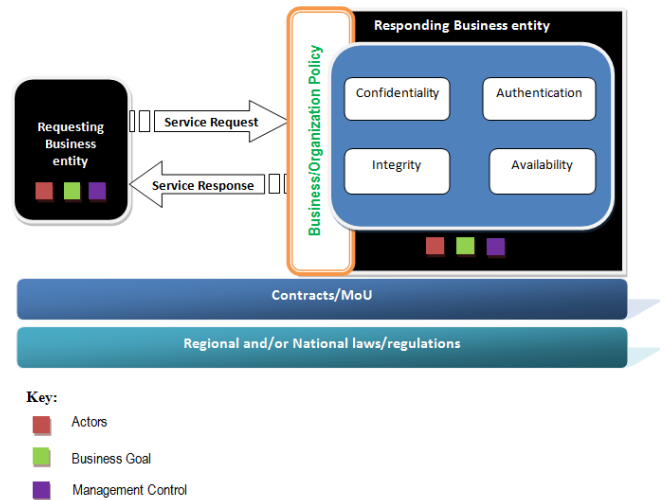 Responding Business entity
Business/Organization Policy
Confidentiality
Authentication
Requesting
Business
entity
Service Request
Integrity
Availability
Service Response
Contracts/MoU
Regional and/or National laws/regulations
Key:
Actors
Business Goal
Management Control